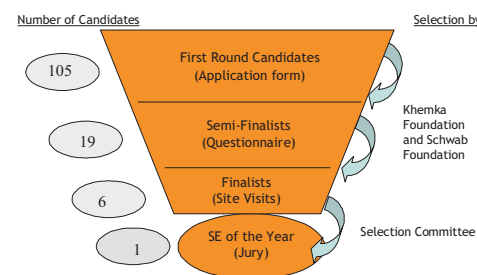 Number of Candidates
Selection by
105
First Round Candidates
(Application form)
19
Semi-Finalists
(Questionnaire)
Khemka
Foundation
and Schwab
Foundation
6
Finalists
(Site Visits)
1
SE of the Year
(Jury)
Selection Committee